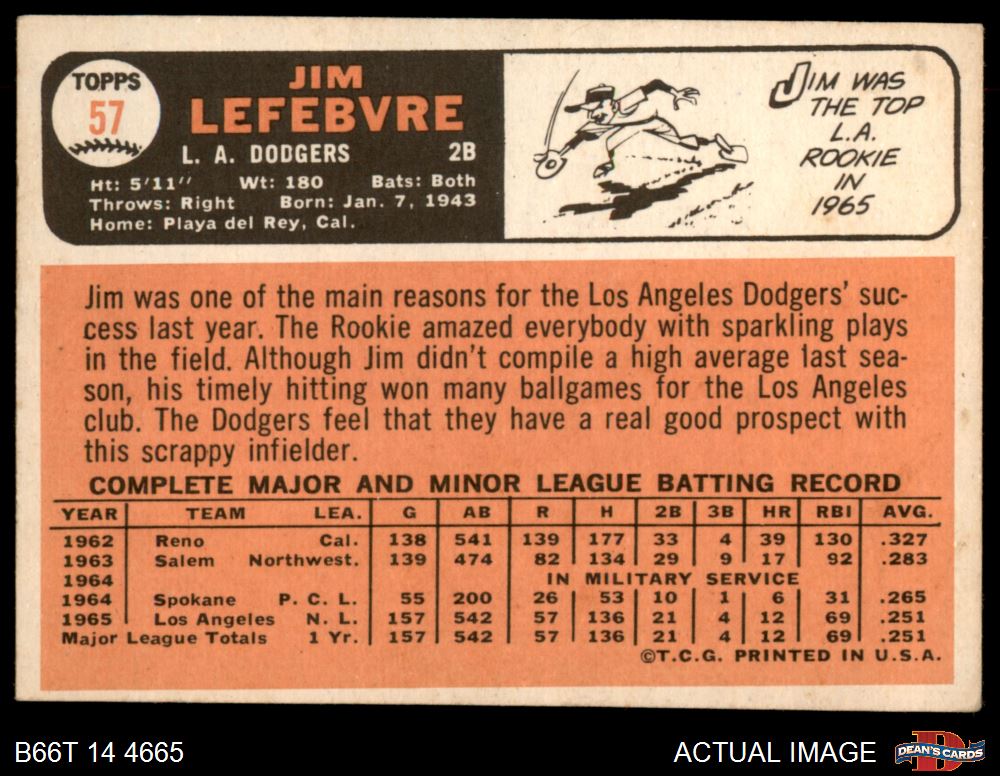 TOPPS
57
JIM
LEFEBVRE
L. A. DODGERS 2B
Ht: 5'11" Wt: 180 Bats: Both
Throws: Right Born: Jan. 7, 1943
Home: Playa del Rey, Cal.
JIM WAS
THE TOP
L.A.
ROOKIE
IN
1965
Jim was one of the main reasons for the Los Angeles Dodgers' suc-
cess last year. The Rookie amazed everybody with sparkling plays
in the field. Although Jim didn't compile a high average last sea-
son, his timely hitting won many ballgames for the Los Angeles
club. The Dodgers feel that they have a real good prospect with
this scrappy infielder.
COMPLETE MAJOR AND MINOR LEAGUE BATTING RECORD
YEAR TEAM LEA. G AB R H 2B 3B HR RBI AVG.
1962 Reno Cal. 138 541 139 177 33 4 39 130 .327
1963 Salem Northwest. 139 474 82 134 29 9 17 92 .283
1964 IN MILITARY SERVICE
1964 Spokane P. C. L. 55 200 26 53 10 1 6 31 .265
1965 Los Angeles N. L. 157 542 57 136 21 4 12 69 .251
Major League Totals 1 Yr. 157 542 57 136 21 4 12 69 .251
©T.C.G. PRINTED IN U.S.A.
B66T 14 4665 ACTUAL IMAGE DEAN'S CARDS